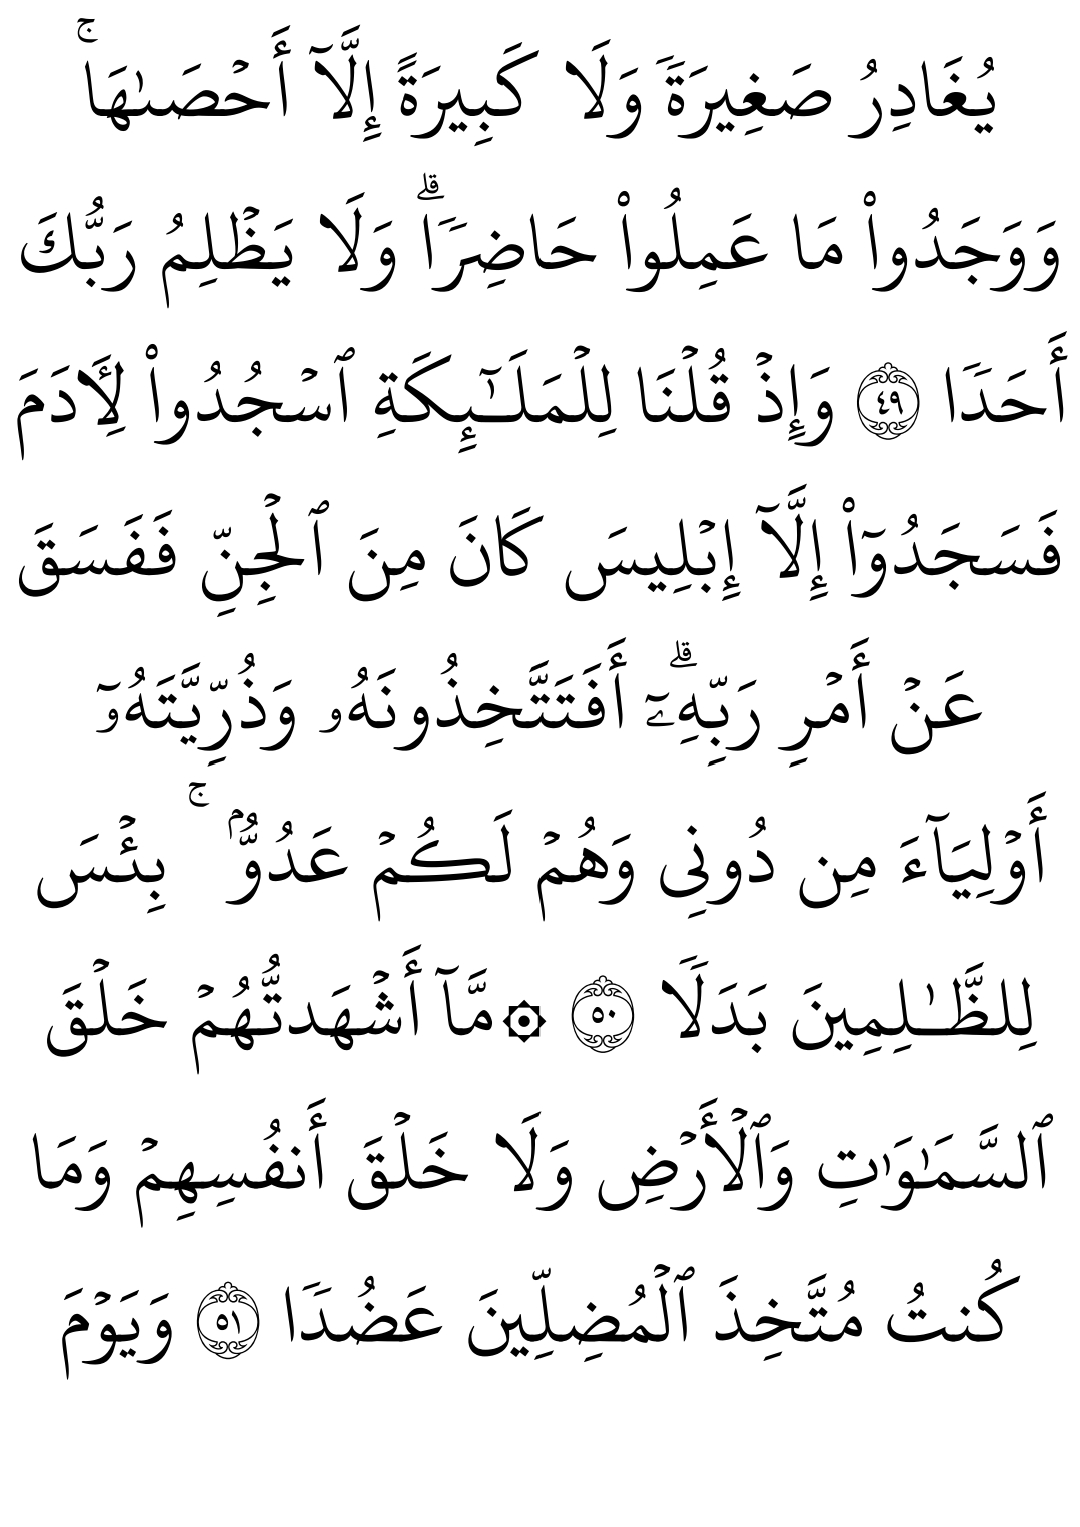 يُغَادِرُ صَغِيرَةٗ وَلَا كَبِيرَةً إِلَّآ أَحۡصَىٰهَاۚ
وَوَجَدُواْ مَا عَمِلُواْ حَاضِرٗاۗ وَلَا يَظۡلِمُ رَبُّكَ
أَحَدٗا ٤٩ وَإِذۡ قُلۡنَا لِلۡمَلَٰٓئِكَةِ ٱسۡجُدُواْ لِأٓدَمَ
فَسَجَدُوٓاْ إِلَّآ إِبۡلِيسَ كَانَ مِنَ ٱلۡجِنِّ فَفَسَقَ
عَنۡ أَمۡرِ رَبِّهِۦٓۗ أَفَتَتَّخِذُونَهُۥ وَذُرِّيَّتَهُۥٓ
أَوۡلِيَآءَ مِن دُونِي وَهُمۡ لَكُمۡ عَدُوُّۢۚ بِئۡسَ
لِلظَّٰلِمِينَ بَدَلٗا ٥٠ ۞ مَّآ أَشۡهَدتُّهُمۡ خَلۡقَ
ٱلسَّمَٰوَٰتِ وَٱلۡأَرۡضِ وَلَا خَلۡقَ أَنفُسِهِمۡ وَمَا
كُنتُ مُتَّخِذَ ٱلۡمُضِلِّينَ عَضُدٗا ٥١ وَيَوۡمَ